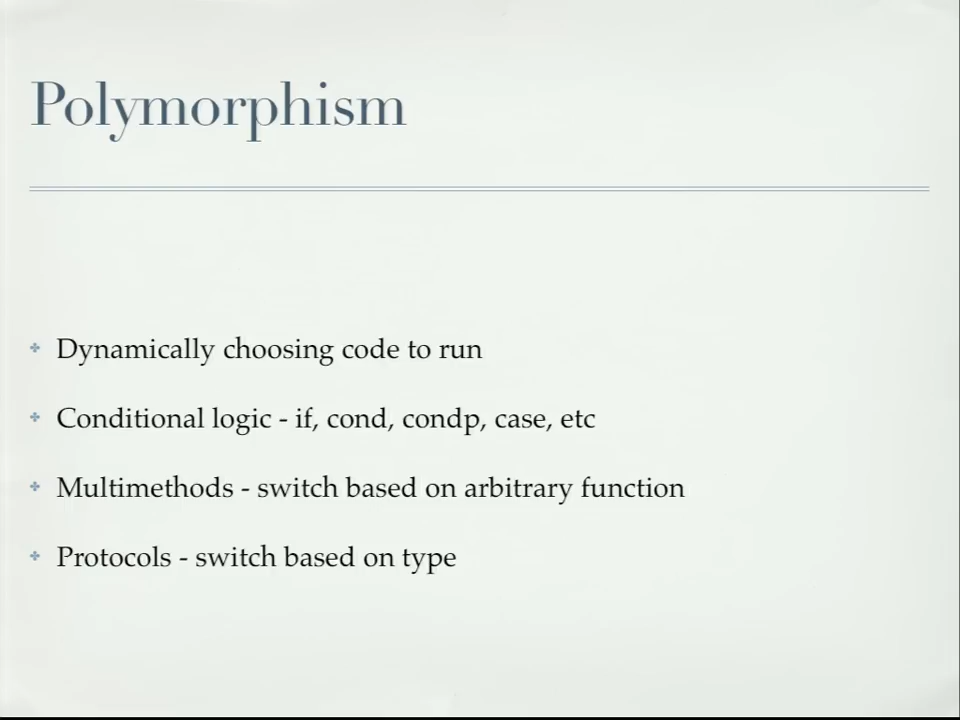 Polymorphism
Dynamically choosing code to run
Conditional logic - if, cond, condp, case, etc
Multimethods - switch based on arbitrary function
Protocols - switch based on type